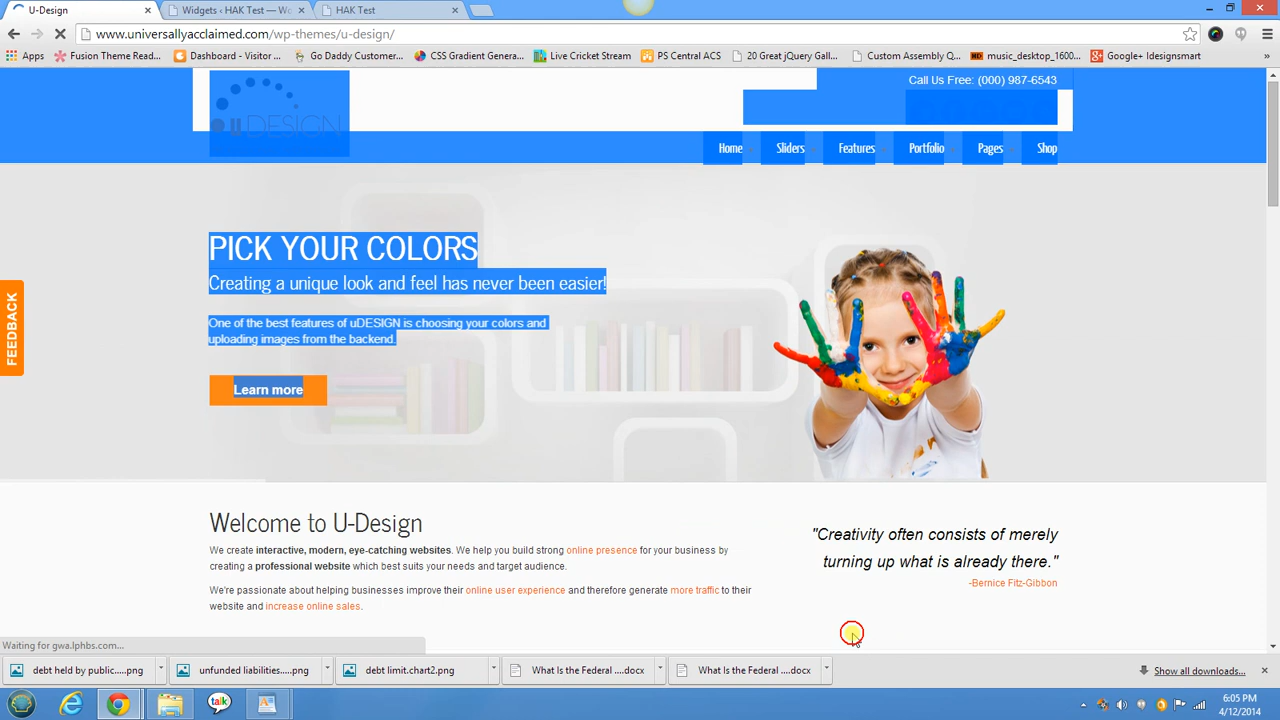 U-Design
Widgets ‹ HAK Test — Wo
HAK Test
www.universallyacclaimed.com/wp-themes/u-design/
Apps
Fusion Theme Read...
Dashboard - Visitor ...
Go Daddy Customer...
CSS Gradient Genera...
Live Cricket Stream
PS Central ACS
20 Great jQuery Gall...
Custom Assembly Q...
music_desktop_1600...
Google+ Idesignsmart
»
Call Us Free: (000) 987-6543
uDESIGN
Home
Sliders
Features
Portfolio
Pages
Shop
PICK YOUR COLORS
Creating a unique look and feel has never been easier!
One of the best features of uDESIGN is choosing your colors and
uploading images from the backend.
Learn more
FEEDBACK
Welcome to U-Design
We create interactive, modern, eye-catching websites. We help you build strong online presence for your business by
creating a professional website which best suits your needs and target audience.
We're passionate about helping businesses improve their online user experience and therefore generate more traffic to their
website and increase online sales.
"Creativity often consists of merely
turning up what is already there."
-Bernice Fitz-Gibbon
Waiting for gwa.lphbs.com...
debt held by public.....png
unfunded liabilities....png
debt limit.chart2.png
What Is the Federal ....docx
What Is the Federal ....docx
Show all downloads...
talk
6:05 PM
4/12/2014